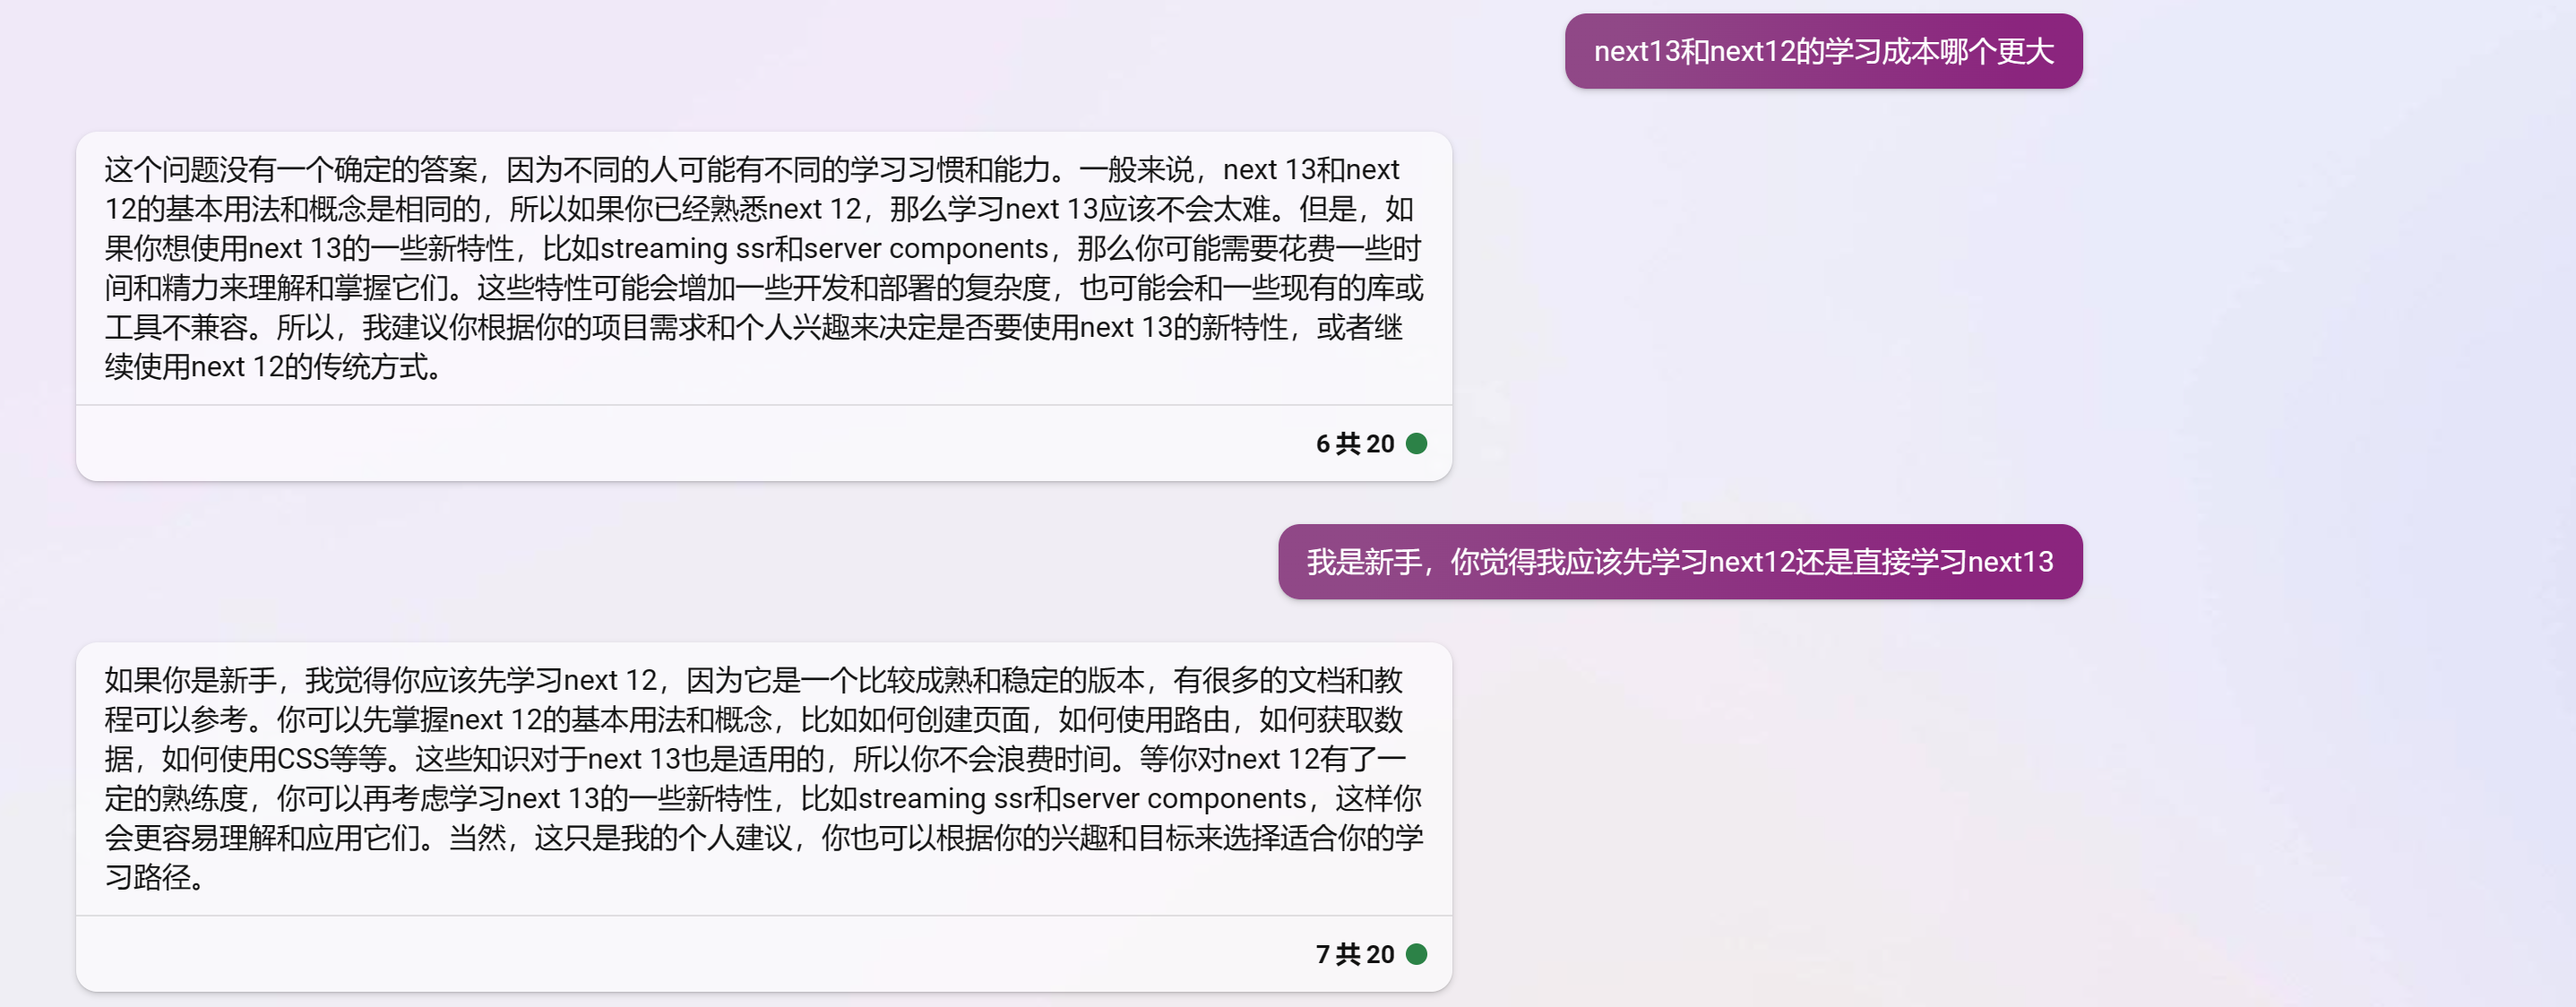 next13和next12的学习成本哪个更大
这个问题没有一个确定的答案，因为不同的人可能有不同的学习习惯和能力。一般来说，next 13和next
12的基本用法和概念是相同的，所以如果你已经熟悉next 12，那么学习next 13应该不会太难。但是，如
果你想使用next 13的一些新特性，比如streaming ssr和server components，那么你可能需要花费一些时
间和精力来理解和掌握它们。这些特性可能会增加一些开发和部署的复杂度，也可能会和一些现有的库或
工具不兼容。所以，我建议你根据你的项目需求和个人兴趣来决定是否要使用next 13的新特性，或者继
续使用next 12的传统方式。
6 共 20
我是新手，你觉得我应该先学习next12还是直接学习next13
如果你是新手，我觉得你应该先学习next 12，因为它是一个比较成熟和稳定的版本，有很多的文档和教
程可以参考。你可以先掌握next 12的基本用法和概念，比如如何创建页面，如何使用路由，如何获取数
据，如何使用CSS等等。这些知识对于next 13也是适用的，所以你不会浪费时间。等你对next 12有了一
定的熟练度，你可以再考虑学习next 13的一些新特性，比如streaming ssr和server components，这样你
会更容易理解和应用它们。当然，这只是我的个人建议，你也可以根据你的兴趣和目标来选择适合你的学
习路径。
7 共 20